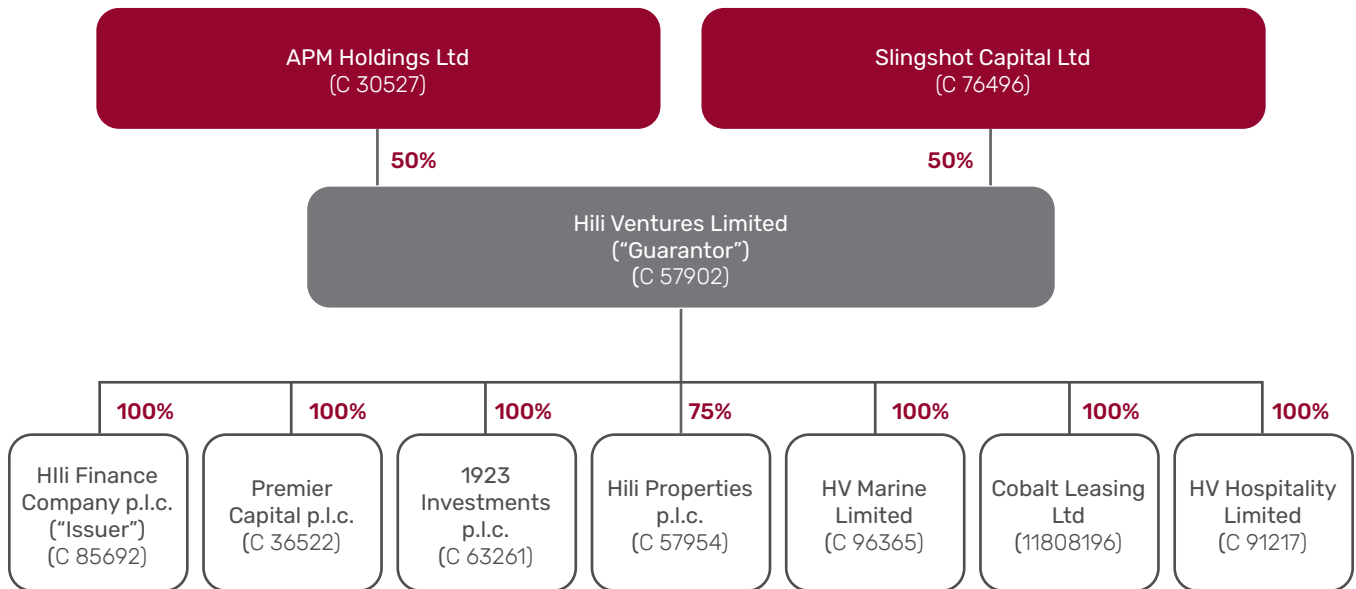 APM Holdings Ltd
(C 30527)
Slingshot Capital Ltd
(C 76496)
50%
50%
Hili Ventures Limited
(“Guarantor”)
(C 57902)
100%
100%
100%
75%
100%
100%
100%
HIli Finance
Company p.l.c.
(“Issuer”)
(C 85692)
Premier
Capital p.l.c.
(C 36522)
1923
Investments
p.l.c.
(C 63261)
Hili Properties
p.l.c.
(C 57954)
HV Marine
Limited
(C 96365)
Cobalt Leasing
Ltd
(11808196)
HV Hospitality
Limited
(C 91217)